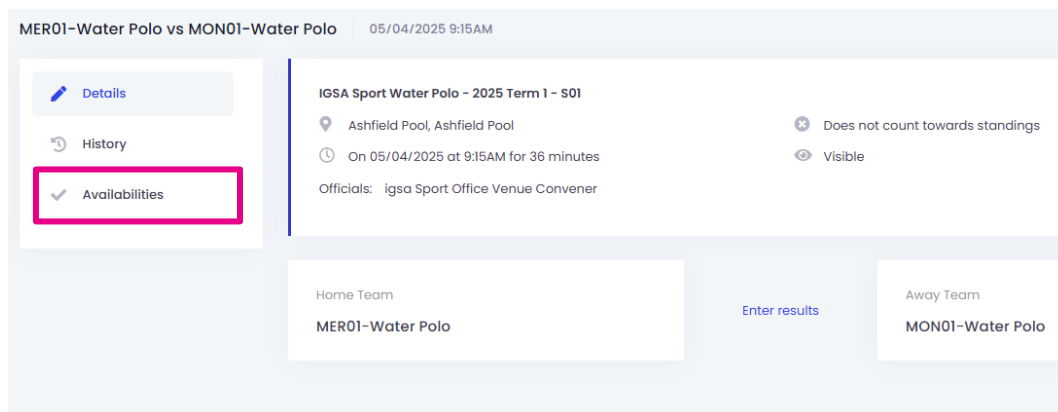 MER01-Water Polo vs MON01-Water Polo 05/04/2025 9:15AM
Details
History
Availabilities
IGSA Sport Water Polo - 2025 Term 1 - S01
Ashfield Pool, Ashfield Pool
Does not count towards standings
On 05/04/2025 at 9:15AM for 36 minutes
Visible
Officials: igsa Sport Office Venue Convener
Home Team
MER01-Water Polo
Enter results
Away Team
MON01-Water Polo